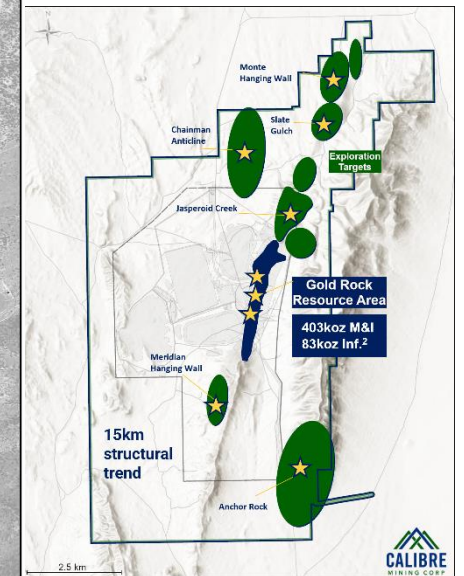 Monte
Hanging Wall
Slate
Gulch
Chainman
Anticline
Exploration
Targets
Jasperoid Creek
Gold Rock
Resource Area
403koz M&I
83koz Inf.2
Meridian
Hanging Wall
15km
structural
trend
Anchor Rock
2.5 km
CALIBRE
MINING CORP